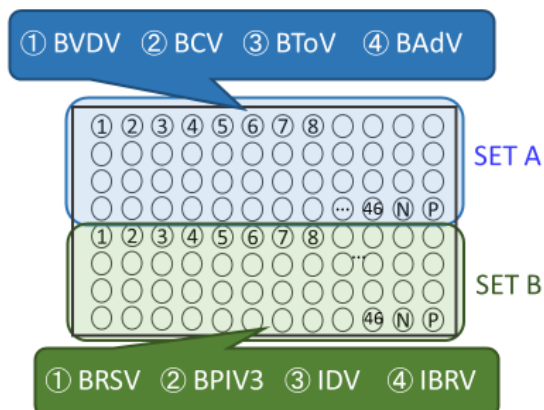 ① BVDV ② BCV ③ BToV ④ BAdV
① ② ③ ④ ⑤ ⑥ ⑦ ⑧
SET A
... 46 N P
① ② ③ ④ ⑤ ⑥ ⑦ ⑧
...
SET B
46 N P
① BRSV ② BPIV3 ③ IDV ④ IBRV